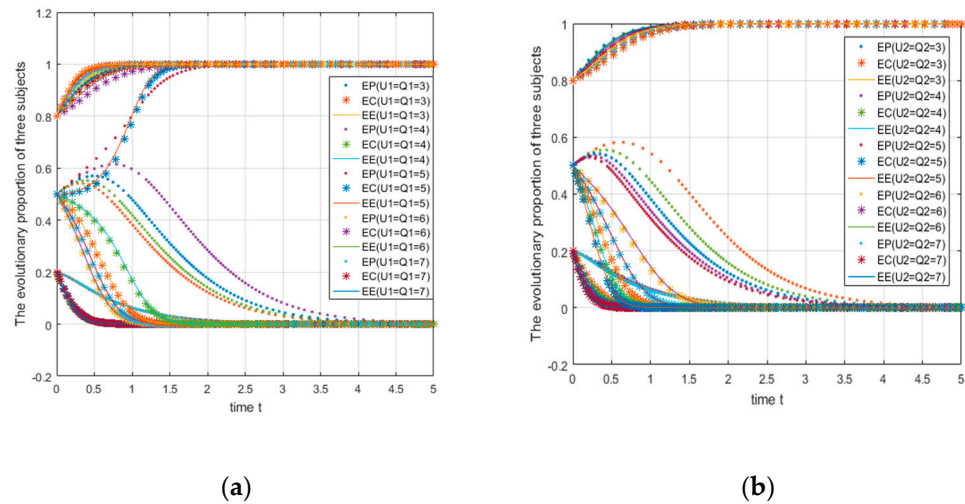 The evolutionary proportion of three subjects
1.2
1
0.8
0.6
0.4
0.2
0
-0.2
0 0.5 1 1.5 2 2.5 3 3.5 4 4.5 5
time t
EP(U1=Q1=3)
EC(U1=Q1=3)
EE(U1=Q1=3)
EP(U1=Q1=4)
EC(U1=Q1=4)
EE(U1=Q1=4)
EP(U1=Q1=5)
EC(U1=Q1=5)
EE(U1=Q1=5)
EP(U1=Q1=6)
EC(U1=Q1=6)
EE(U1=Q1=6)
EP(U1=Q1=7)
EC(U1=Q1=7)
EE(U1=Q1=7)
(a)
The evolutionary proportion of three subjects
1
0.8
0.6
0.4
0.2
0
-0.2
0 0.5 1 1.5 2 2.5 3 3.5 4 4.5 5
time t
EP(U2=Q2=3)
EC(U2=Q2=3)
EE(U2=Q2=3)
EP(U2=Q2=4)
EC(U2=Q2=4)
EE(U2=Q2=4)
EP(U2=Q2=5)
EC(U2=Q2=5)
EE(U2=Q2=5)
EP(U2=Q2=6)
EC(U2=Q2=6)
EE(U2=Q2=6)
EP(U2=Q2=7)
EC(U2=Q2=7)
EE(U2=Q2=7)
(b)